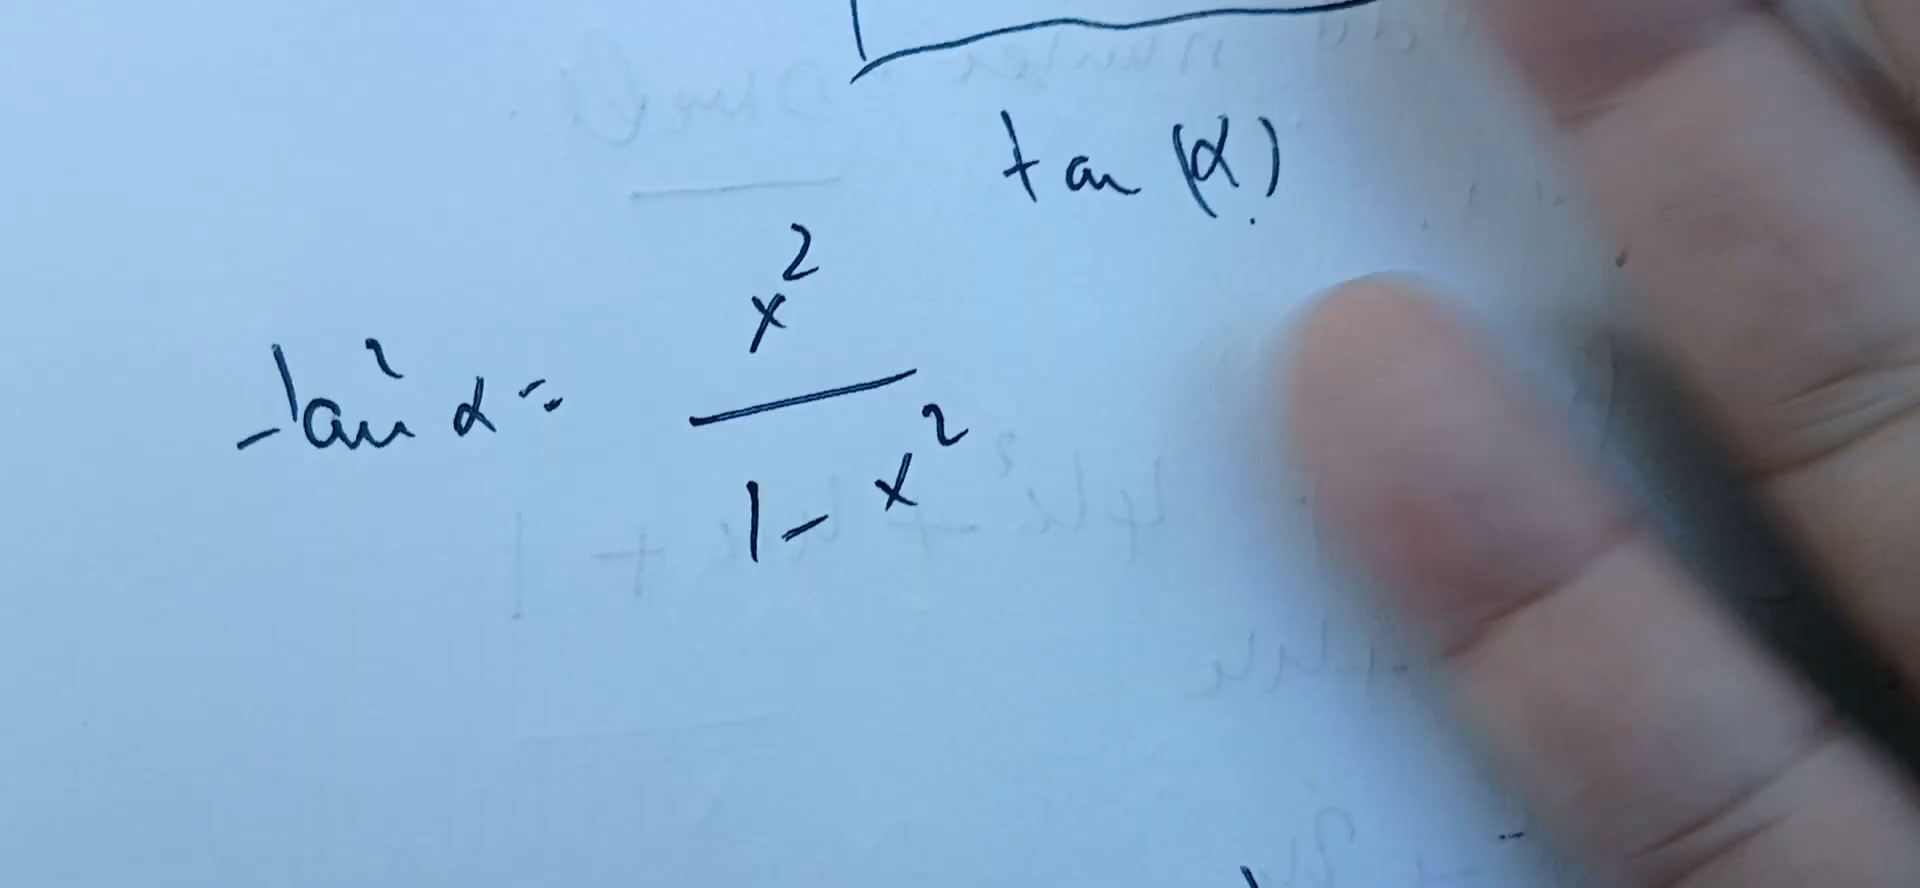 tan (α)
tan² α = x² / 1 - x²